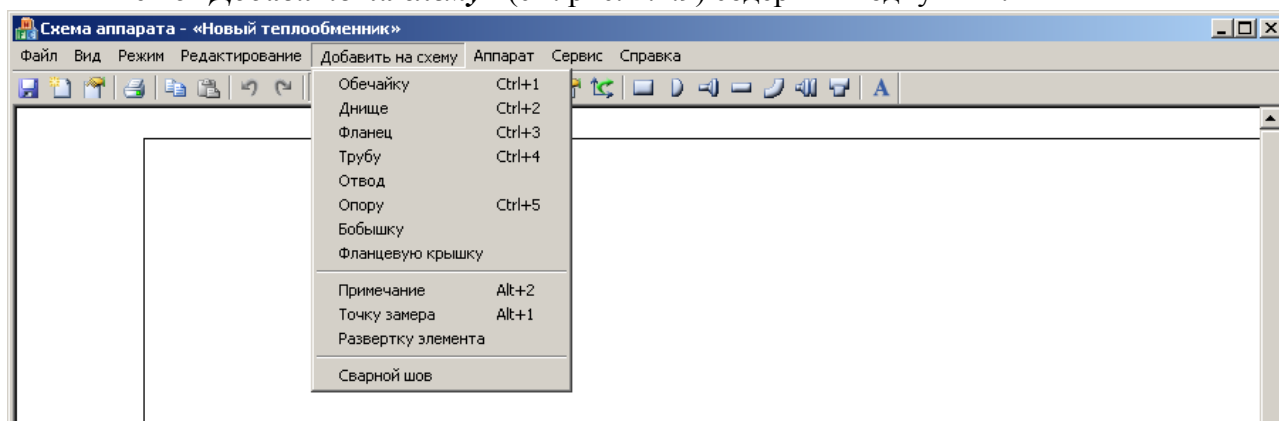 Схема аппарата - «Новый теплообменник»
Файл Вид Режим Редактирование Добавить на схему Аппарат Сервис Справка
A
Обечайку Ctrl+1
Днище Ctrl+2
Фланец Ctrl+3
Трубу Ctrl+4
Отвод
Опору Ctrl+5
Бобышку
Фланцевую крышку
Примечание Alt+2
Точку замера Alt+1
Развертку элемента
Сварной шов